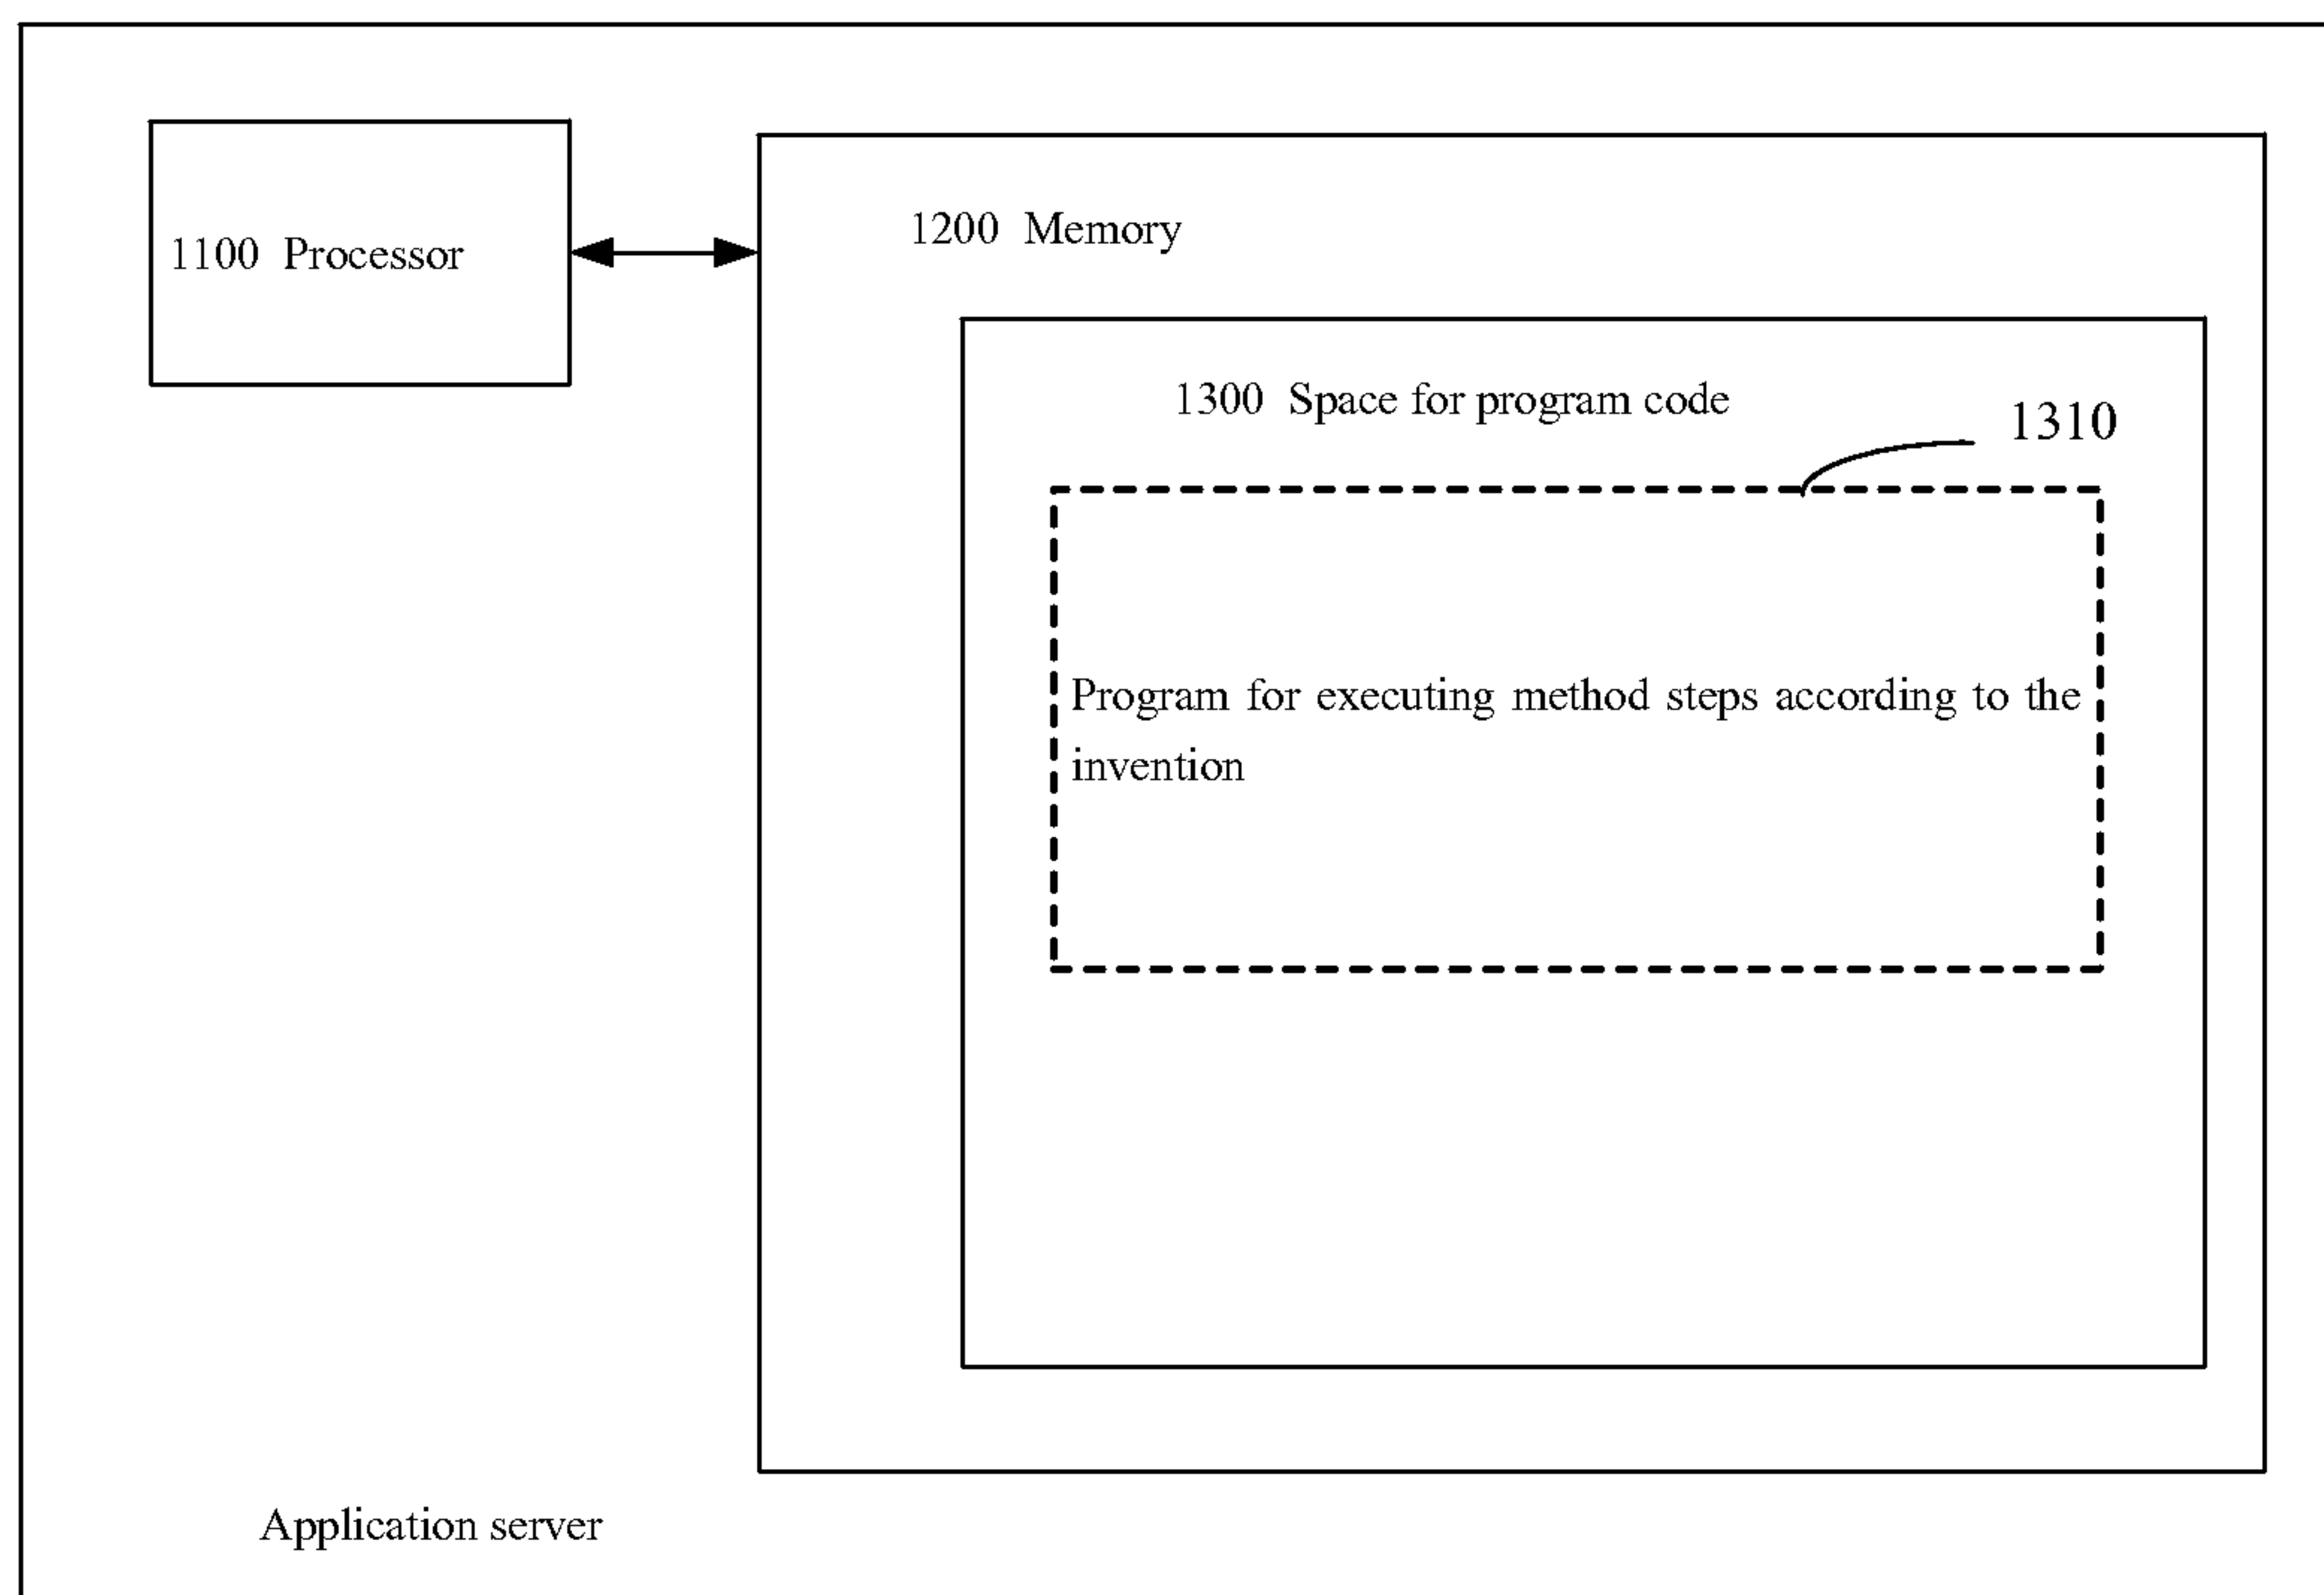 1100 Processor
1200 Memory
1300 Space for program code
1310
Program for executing method steps according to the
invention
Application server